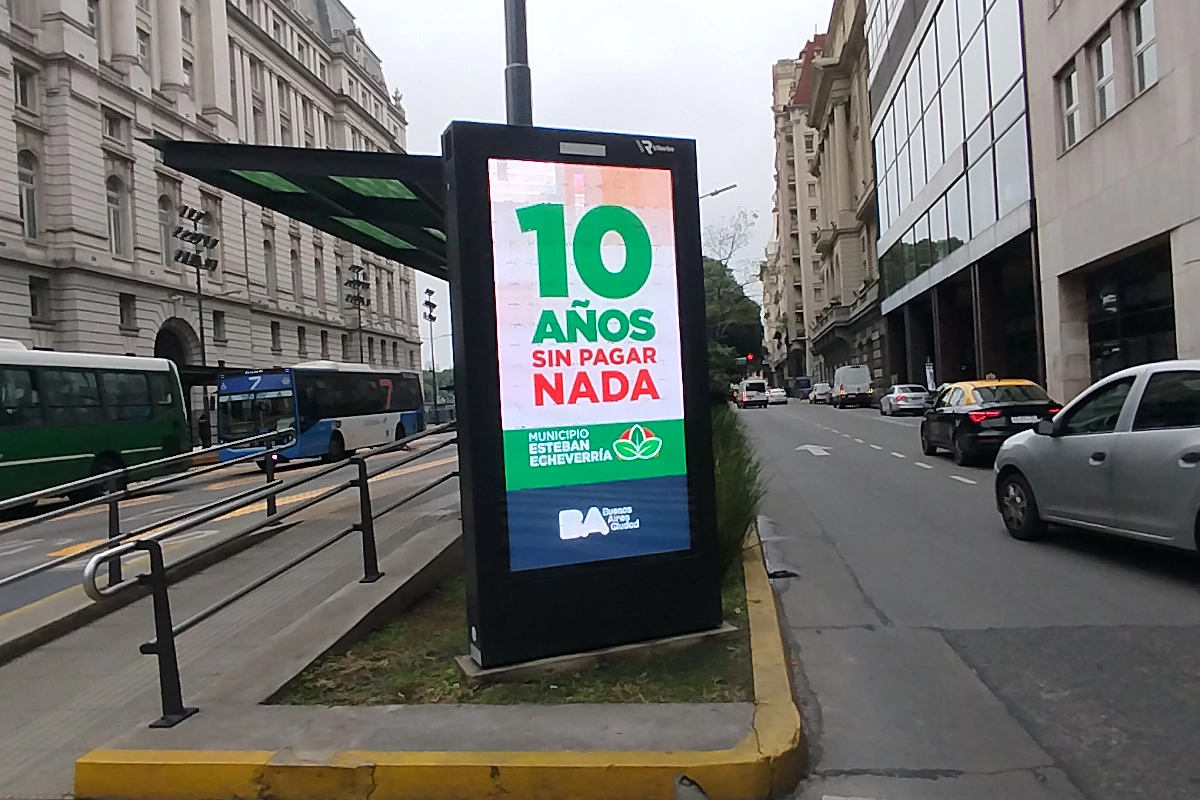 10
AÑOS
SIN PAGAR
NADA
MUNICIPIO
ESTEBAN
ECHEVERRÍA
BA
Buenos
Aires
Ciudad
7
7